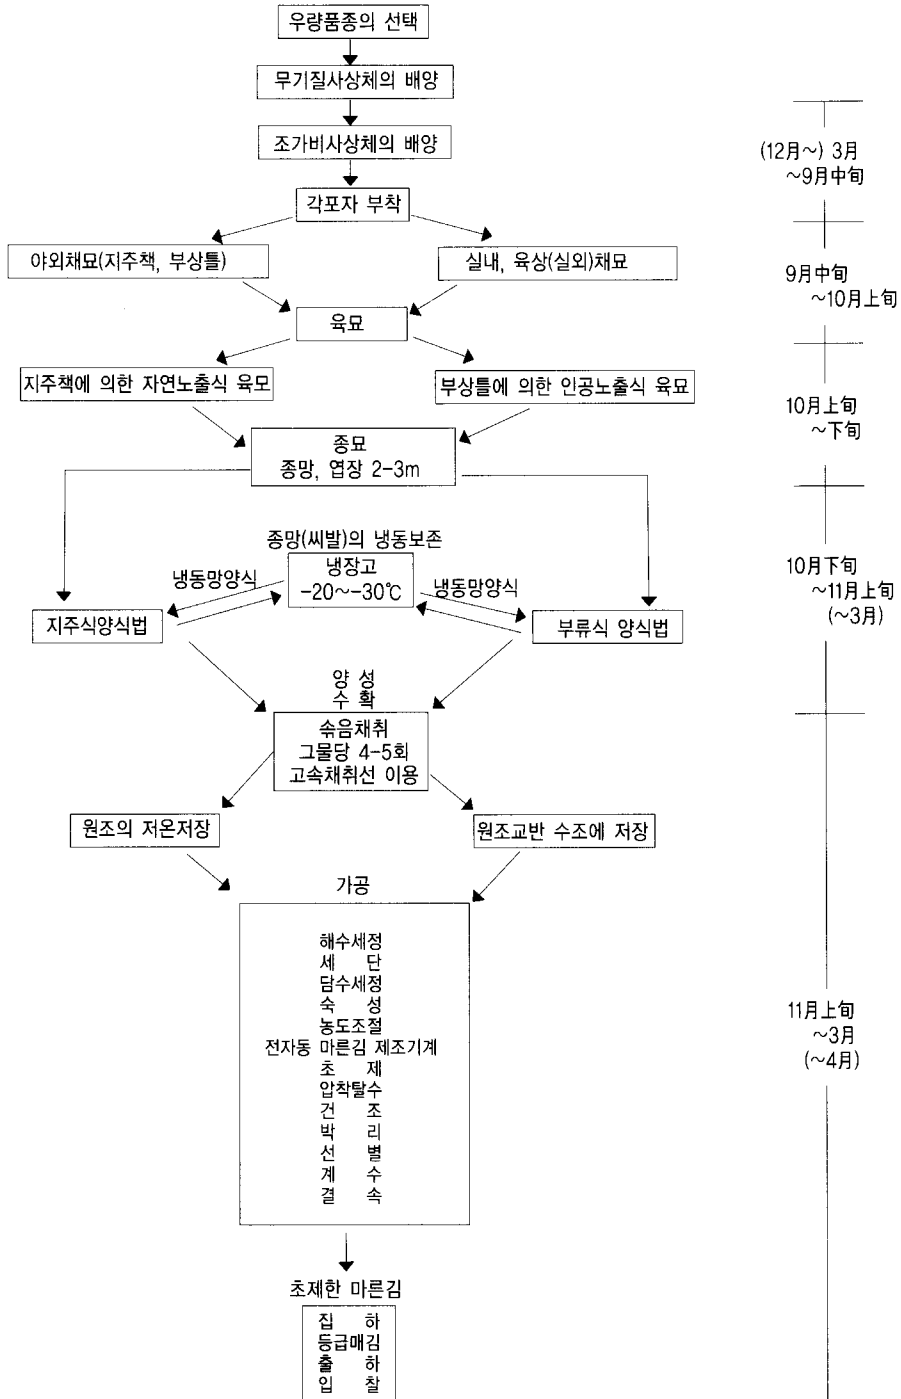 우량품종의 선택
무기질사상체의 배양
조가비사상체의 배양
(12月～) 3月
～9月中旬
각포자 부착
야외채묘(지주책, 부상틀)
실내, 육상(실외)채묘
9月中旬
～10月上旬
육묘
지주책에 의한 자연노출식 육모
부상틀에 의한 인공노출식 육묘
10月上旬
～下旬
종묘
종망, 엽장 2-3m
종망(씨발)의 냉동보존
냉장고
-20～-30℃
냉동망양식
냉동망양식
10月下旬
～11月上旬
(～3月)
지주식양식법
부류식 양식법
양 성
수 확
솎음채취
그물당 4-5회
고속채취선 이용
원조의 저온저장
원조교반 수조에 저장
가공
해수세정
세 단
담수세정
숙 성
농도조절
전자동 마른김 제조기계
초 제
압착탈수
건 조
박 리
선 별
계 수
결 속
11月上旬
～3月
(～4月)
초제한 마른김
집 하
등급매김
출 하
입 찰